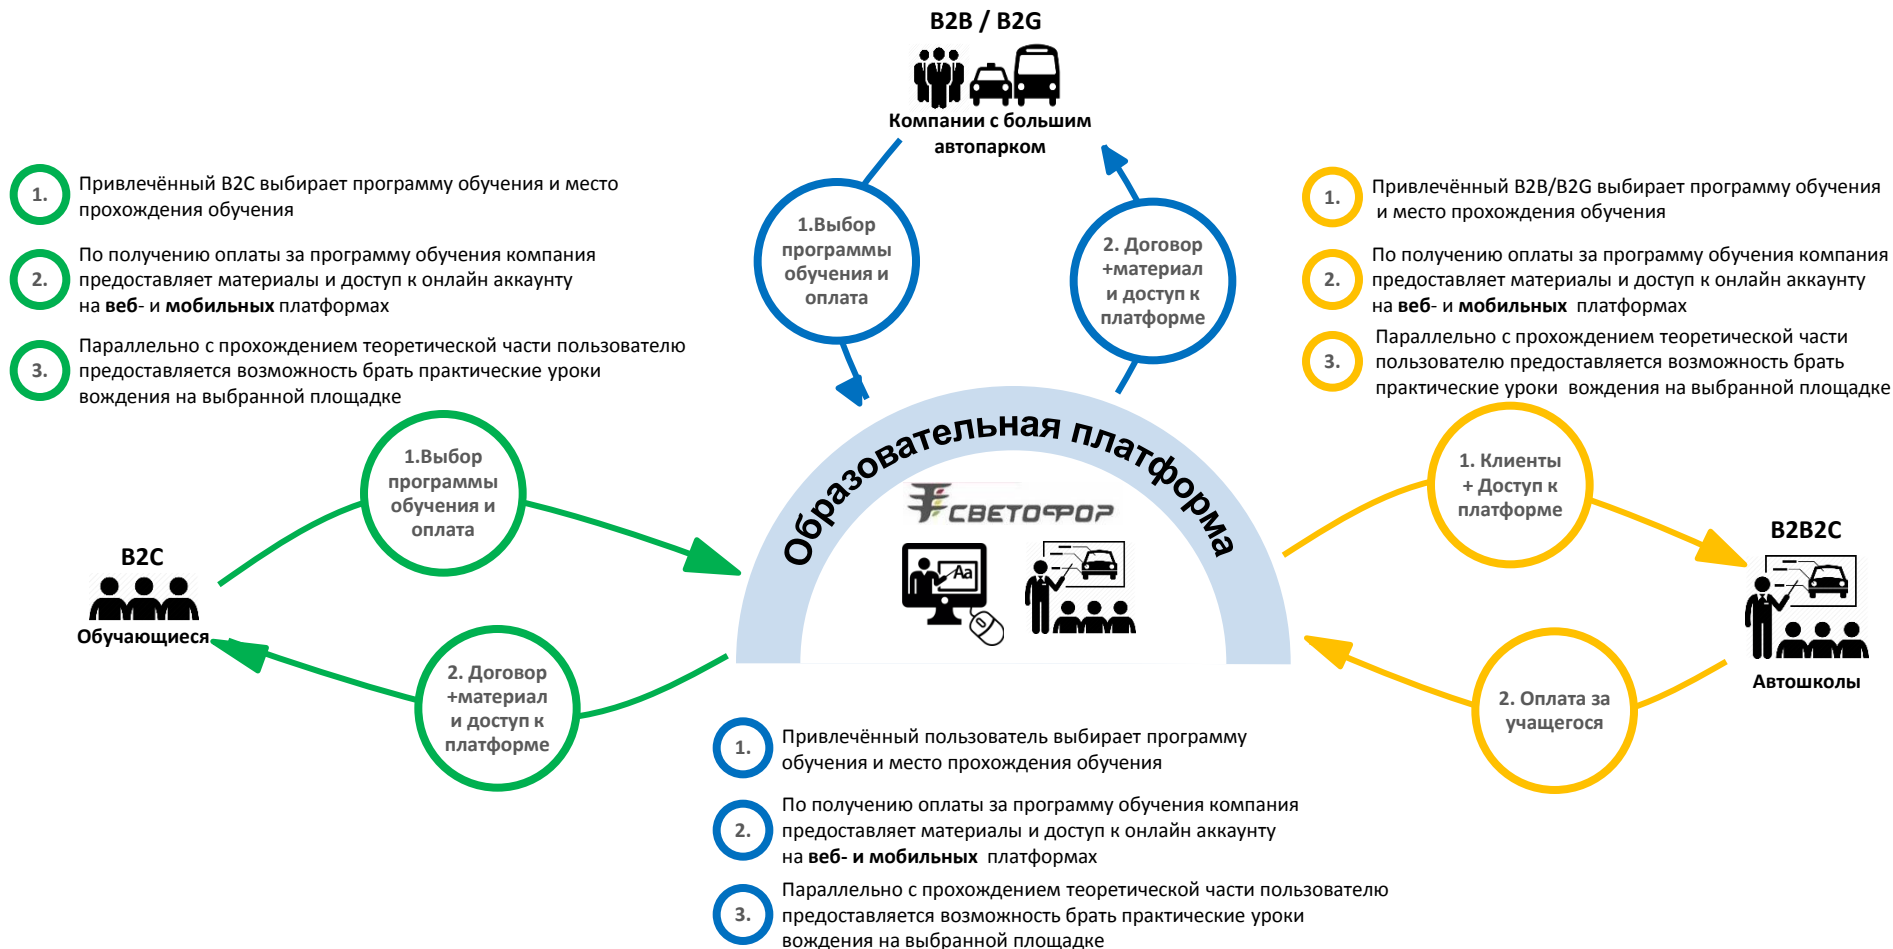 B2B / B2G
Компании с большим
автопарком
1.
Привлечённый B2C выбирает программу обучения и место
прохождения обучения
2.
По получению оплаты за программу обучения компания
предоставляет материалы и доступ к онлайн аккаунту
на веб- и мобильных платформах
3.
Параллельно с прохождением теоретической части пользователю
предоставляется возможность брать практические уроки
вождения на выбранной площадке
1.Выбор
программы
обучения и
оплата
2. Договор
+материал
и доступ к
платформе
1.
Привлечённый B2B/B2G выбирает программу обучения
и место прохождения обучения
2.
По получению оплаты за программу обучения компания
предоставляет материалы и доступ к онлайн аккаунту
на веб- и мобильных платформах
3.
Параллельно с прохождением теоретической части
пользователю предоставляется возможность брать
практические уроки вождения на выбранной площадке
B2C
Обучающиеся
1.Выбор
программы
обучения и
оплата
2. Договор
+материал
и доступ к
платформе
Образовательная платформа
СВЕТОФОР
Aa
1. Клиенты
+ Доступ к
платформе
2. Оплата за
учащегося
B2B2C
Автошколы
1.
Привлечённый пользователь выбирает программу
обучения и место прохождения обучения
2.
По получению оплаты за программу обучения компания
предоставляет материалы и доступ к онлайн аккаунту
на веб- и мобильных платформах
3.
Параллельно с прохождением теоретической части пользователю
предоставляется возможность брать практические уроки
вождения на выбранной площадке